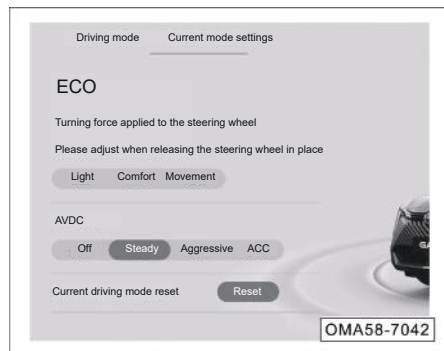 Driving mode Current mode settings
ECO
Turning force applied to the steering wheel
Please adjust when releasing the steering wheel in place
Light Comfort Movement
AVDC
Off Steady Aggressive ACC
Current driving mode reset Reset
OMA58-7042